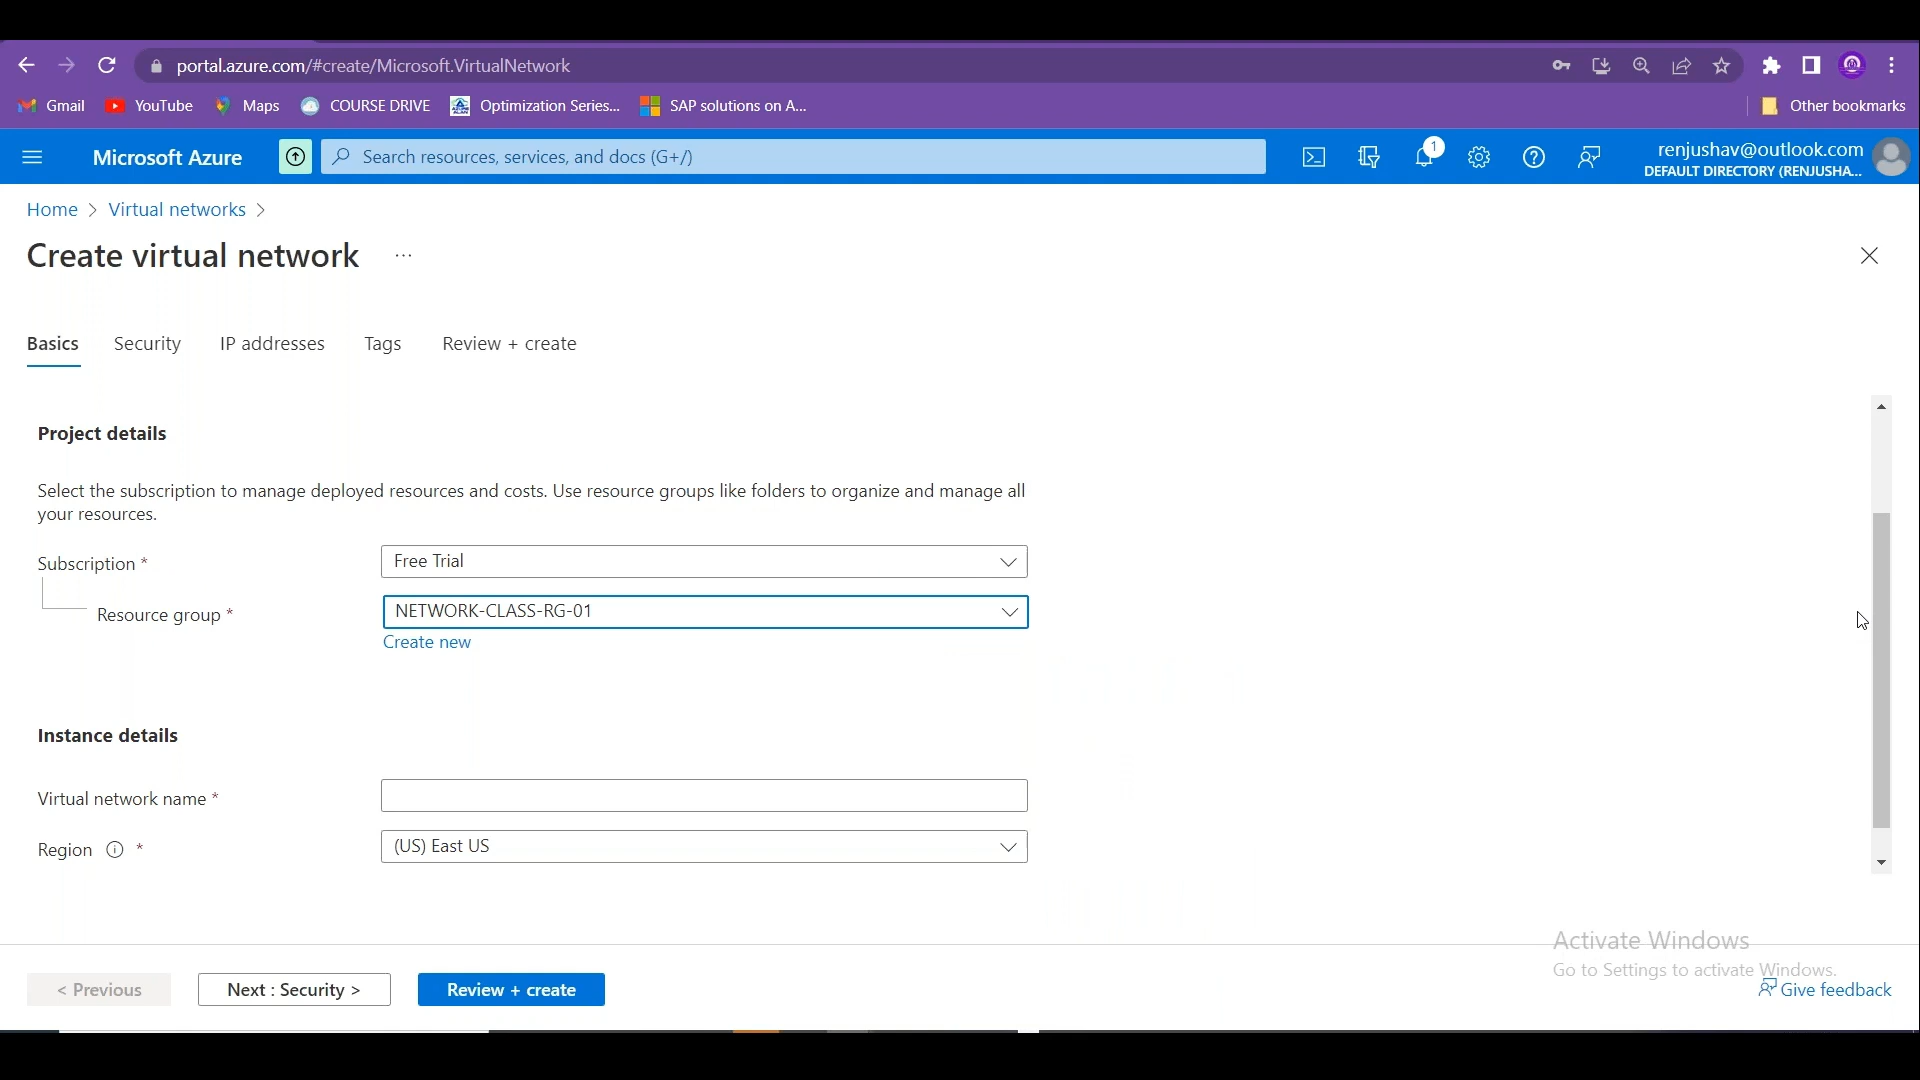 portal.azure.com/#create/Microsoft.VirtualNetwork
Gmail YouTube Maps COURSE DRIVE Optimization Series... SAP solutions on A... Other bookmarks
Microsoft Azure Search resources, services, and docs (G+/) 1 renjushav@outlook.com
DEFAULT DIRECTORY (RENJUSHA...
Home > Virtual networks >
Create virtual network ...
Basics Security IP addresses Tags Review + create
Project details
Select the subscription to manage deployed resources and costs. Use resource groups like folders to organize and manage all
your resources.
Subscription * Free Trial
Resource group * NETWORK-CLASS-RG-01
Create new
Instance details
Virtual network name *
Region * (US) East US
Activate Windows
Go to Settings to activate Windows.
< Previous Next : Security > Review + create Give feedback